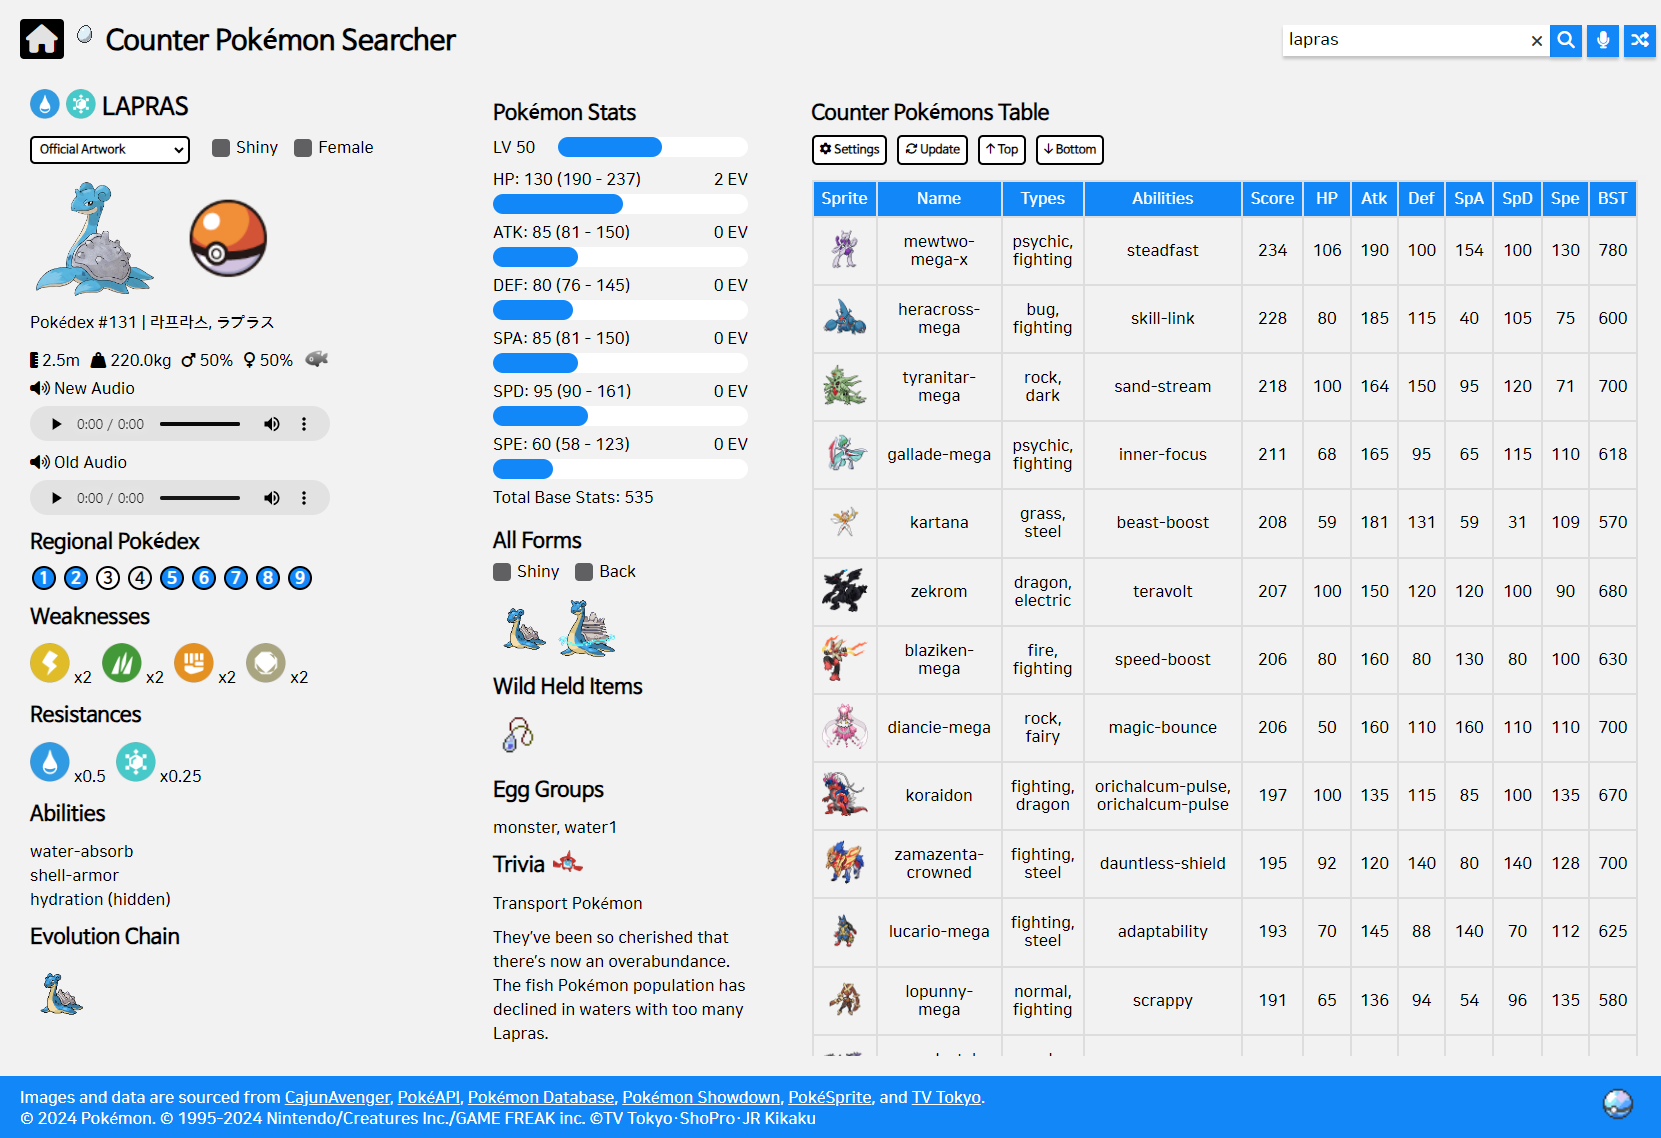 Counter Pokémon Searcher
lapras
LAPRAS
Official Artwork
Shiny
Female
Pokédex #131 | 라프라스, ラプラス
2.5m 220.0kg ♂ 50% ♀ 50%
New Audio
0:00 / 0:00
Old Audio
0:00 / 0:00
Regional Pokédex
1 2 3 4 5 6 7 8 9
Weaknesses
x2 x2 x2 x2
Resistances
x0.5 x0.25
Abilities
water-absorb
shell-armor
hydration (hidden)
Evolution Chain
Pokémon Stats
LV 50
HP: 130 (190 - 237) 2 EV
ATK: 85 (81 - 150) 0 EV
DEF: 80 (76 - 145) 0 EV
SPA: 85 (81 - 150) 0 EV
SPD: 95 (90 - 161) 0 EV
SPE: 60 (58 - 123) 0 EV
Total Base Stats: 535
All Forms
Shiny Back
Wild Held Items
Egg Groups
monster, water1
Trivia
Transport Pokémon
They’ve been so cherished that
there’s now an overabundance.
The fish Pokémon population has
declined in waters with too many
Lapras.
Counter Pokémons Table
Settings Update Top Bottom
Sprite Name Types Abilities Score HP Atk Def SpA SpD Spe BST
mewtwo-mega-x psychic, fighting steadfast 234 106 190 100 154 100 130 780
heracross-mega bug, fighting skill-link 228 80 185 115 40 105 75 600
tyranitar-mega rock, dark sand-stream 218 100 164 150 95 120 71 700
gallade-mega psychic, fighting inner-focus 211 68 165 95 65 115 110 618
kartana grass, steel beast-boost 208 59 181 131 59 31 109 570
zekrom dragon, electric teravolt 207 100 150 120 120 100 90 680
blaziken-mega fire, fighting speed-boost 206 80 160 80 130 80 100 630
diancie-mega rock, fairy magic-bounce 206 50 160 110 160 110 110 700
koraidon fighting, dragon orichalcum-pulse, orichalcum-pulse 197 100 135 115 85 100 135 670
zamazenta-crowned fighting, steel dauntless-shield 195 92 120 140 80 140 128 700
lucario-mega fighting, steel adaptability 193 70 145 88 140 70 112 625
lopunny-mega normal, fighting scrappy 191 65 136 94 54 96 135 580
Images and data are sourced from CajunAvenger, PokéAPI, Pokémon Database, Pokémon Showdown, PokéSprite, and TV Tokyo.
© 2024 Pokémon. © 1995-2024 Nintendo/Creatures Inc./GAME FREAK inc. ©TV Tokyo·ShoPro·JR Kikaku